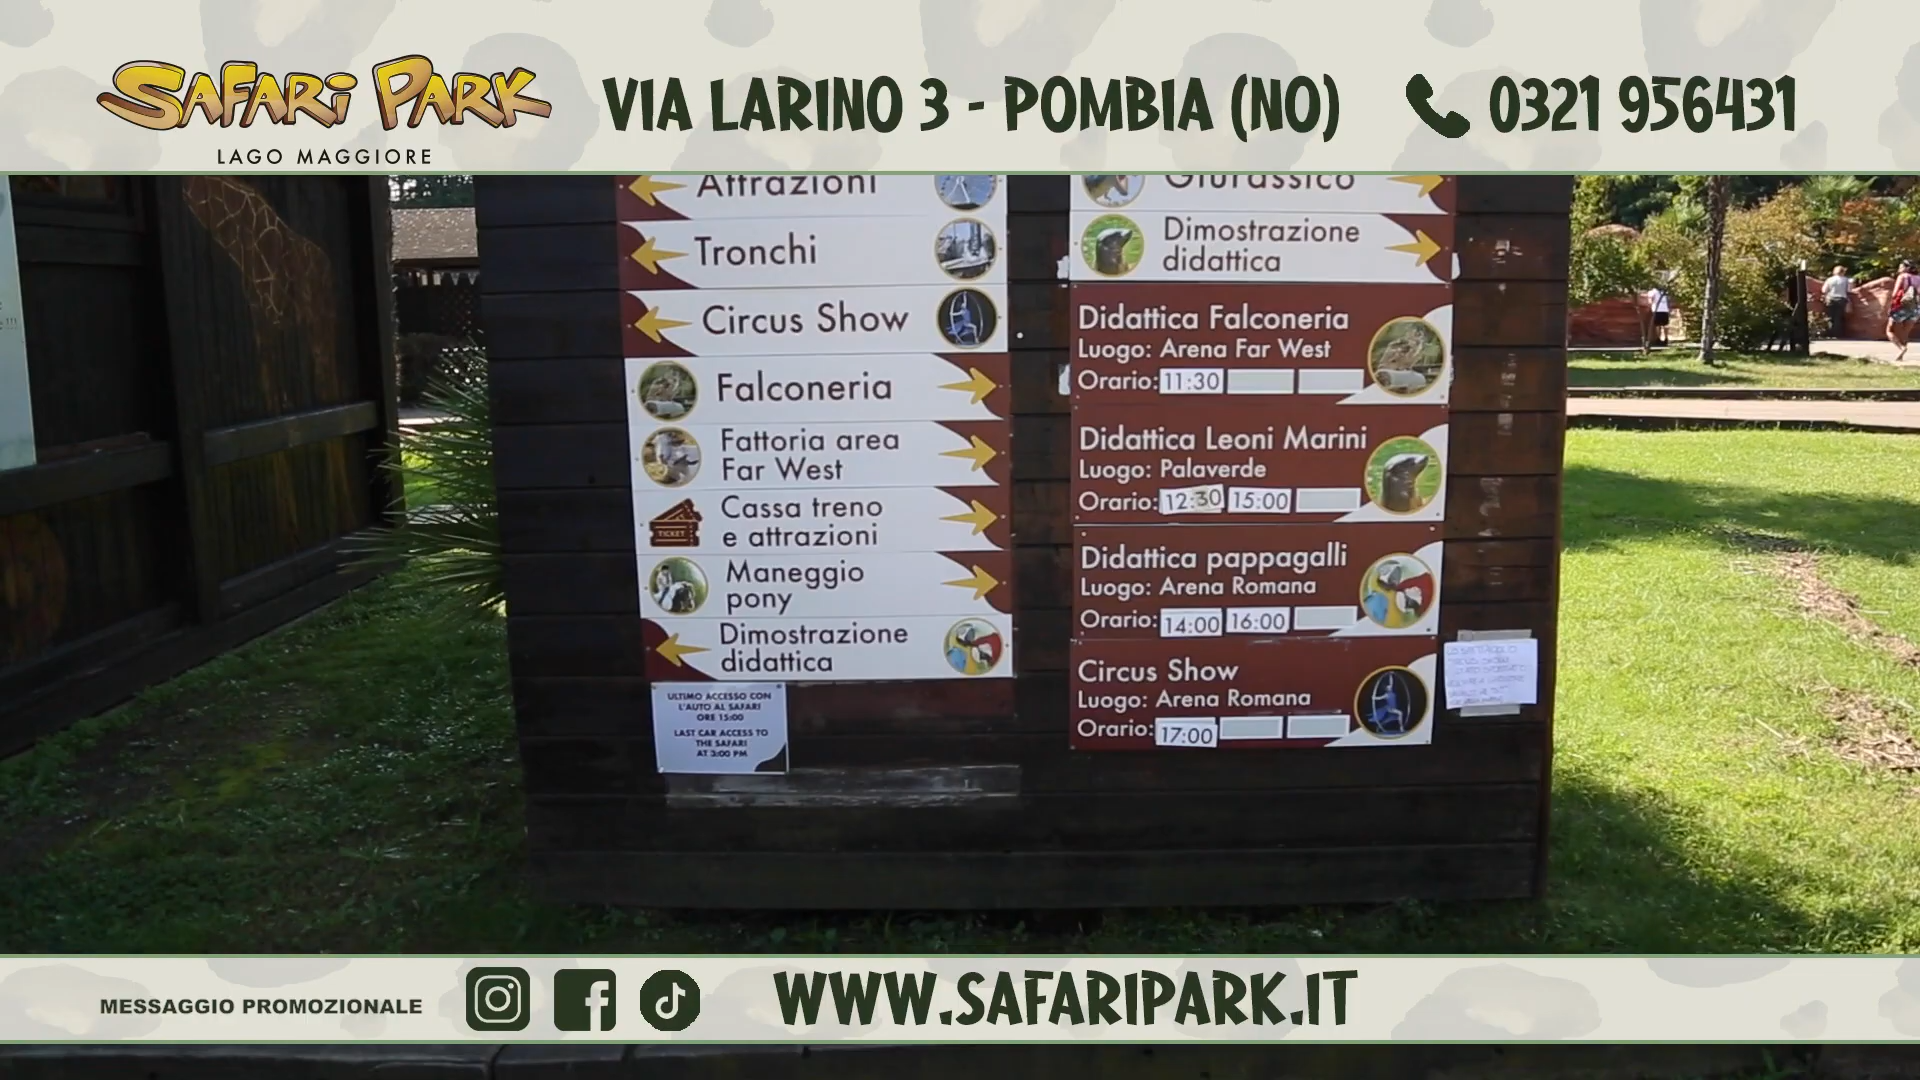 SAFARI PARK
LAGO MAGGIORE
VIA LARINO 3 - POMBIA (NO)
0321 956431
Attrazioni
Tronchi
Circus Show
Falconeria
Fattoria area
Far West
Cassa treno
e attrazioni
TICKET
Maneggio
pony
Dimostrazione
didattica
ULTIMO ACCESSO CON
L'AUTO AL SAFARI
ORE 15:00
LAST CAR ACCESS TO
THE SAFARI
AT 3:00 PM
Giurassico
Dimostrazione
didattica
Didattica Falconeria
Luogo: Arena Far West
Orario: 11:30
Didattica Leoni Marini
Luogo: Palaverde
Orario: 12:30 15:00
Didattica pappagalli
Luogo: Arena Romana
Orario: 14:00 16:00
Circus Show
Luogo: Arena Romana
Orario: 17:00
MESSAGGIO PROMOZIONALE
WWW.SAFARIPARK.IT